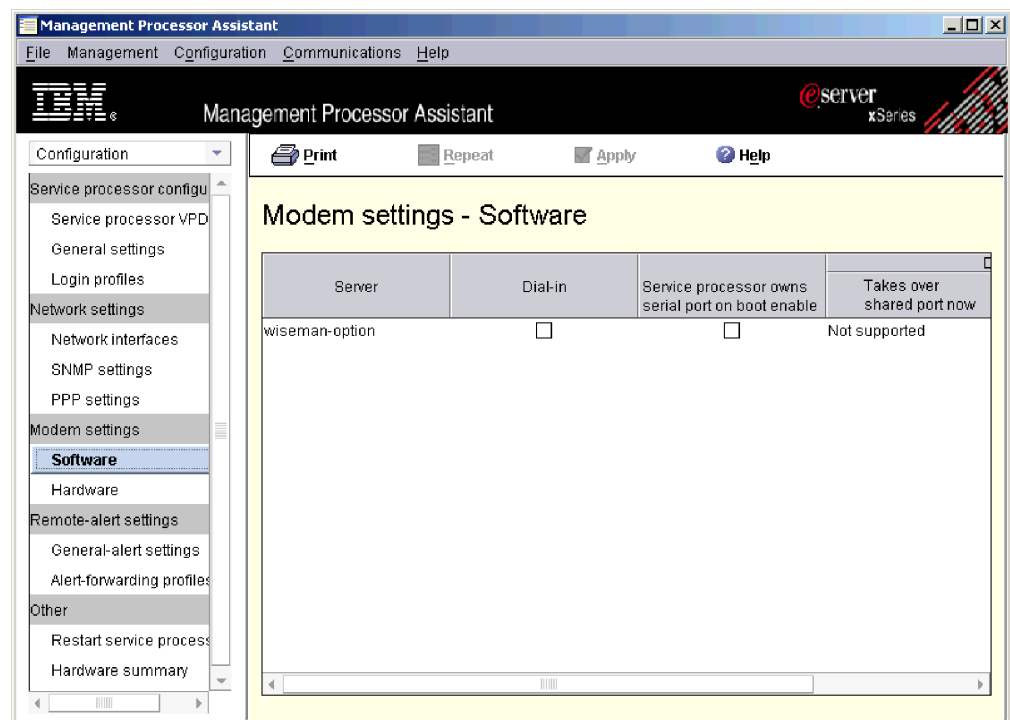 Management Processor Assistant
File Management Configuration Communications Help
IBM®
Management Processor Assistant
eserver
xSeries
Configuration
Print Repeat Apply Help
Service processor configu
Service processor VPD
General settings
Login profiles
Network settings
Network interfaces
SNMP settings
PPP settings
Modem settings
Software
Hardware
Remote-alert settings
General-alert settings
Alert-forwarding profiles
Other
Restart service process
Hardware summary
Modem settings - Software
Server Dial-in Service processor owns serial port on boot enable Takes over shared port now
wiseman-option Not supported